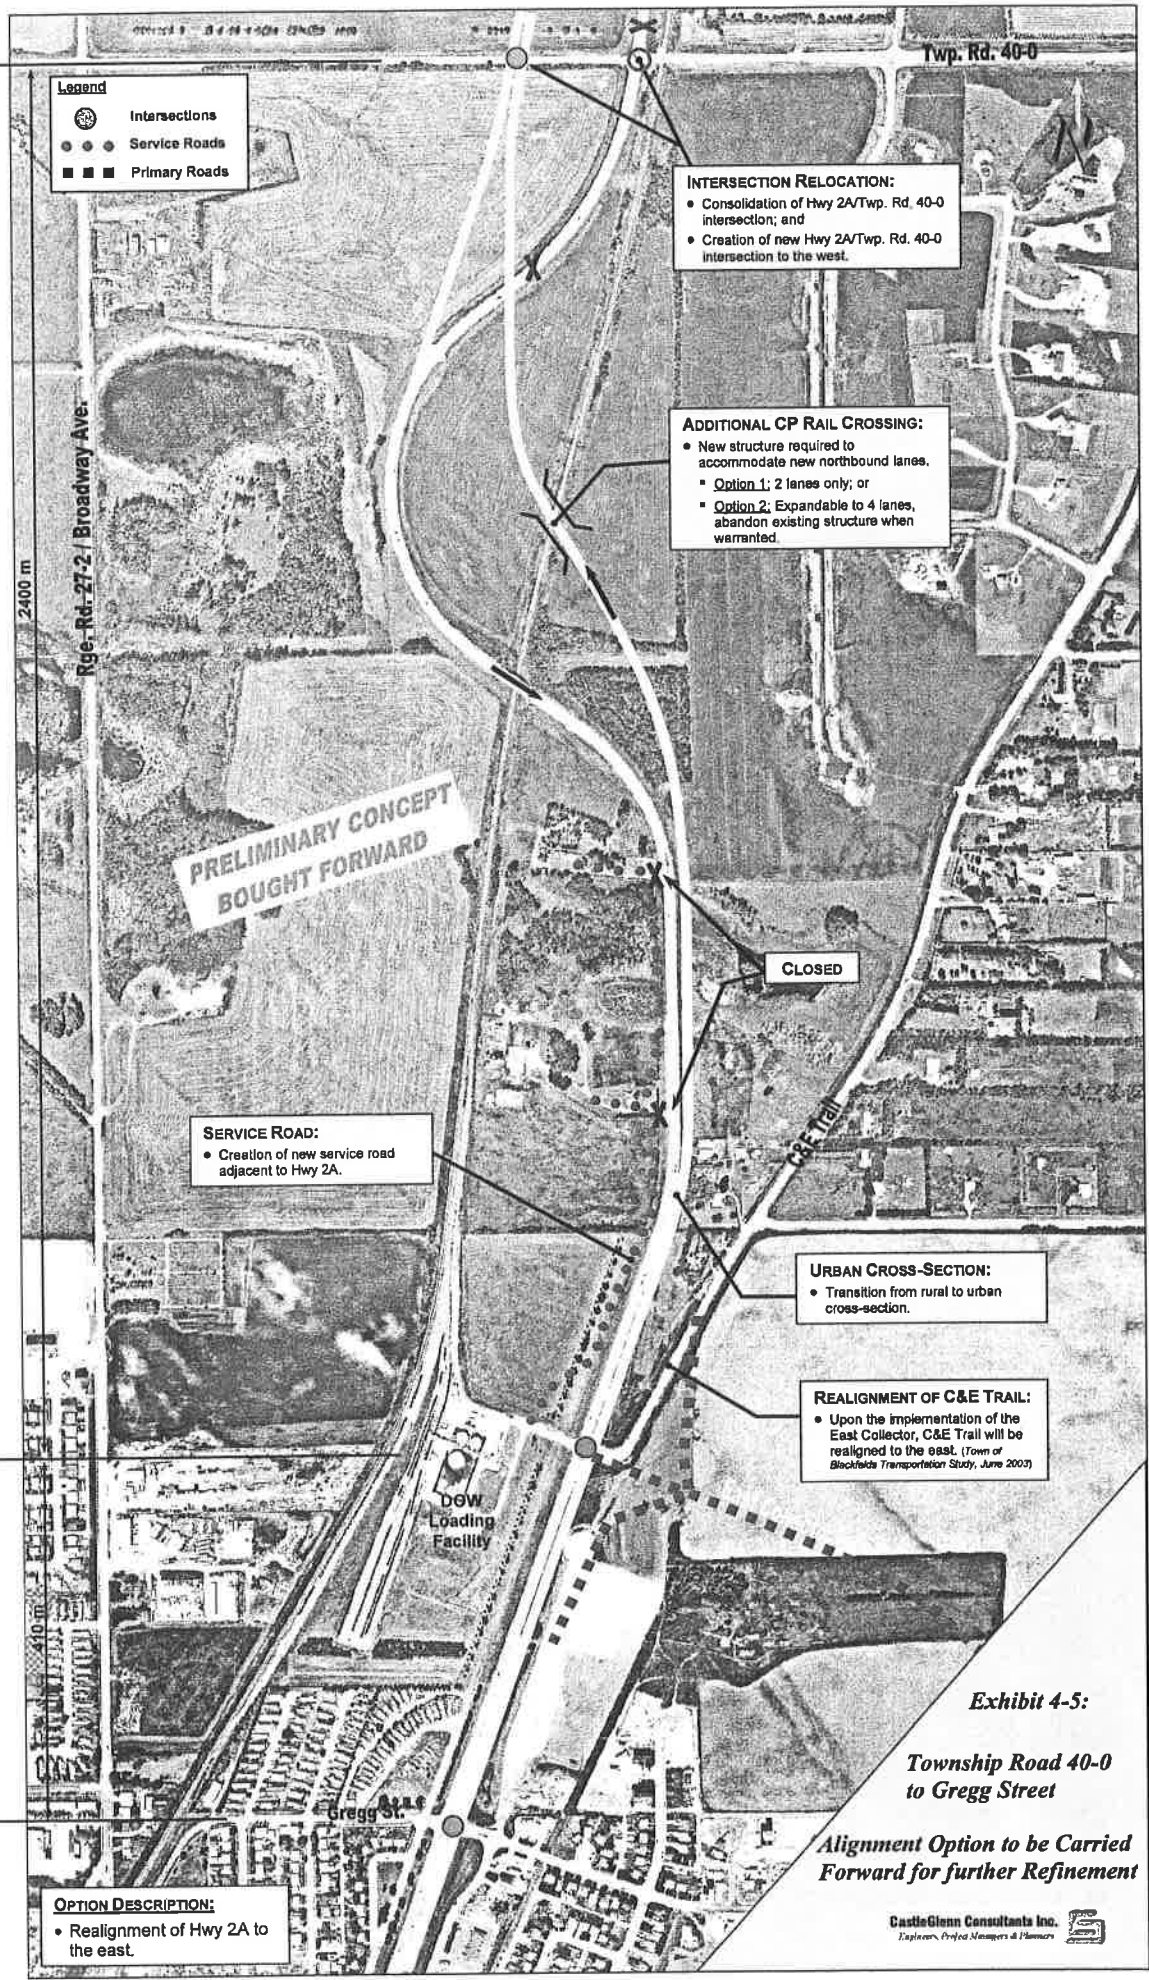 Twp. Rd. 40-0
Legend
Intersections
Service Roads
Primary Roads
N
INTERSECTION RELOCATION:
• Consolidation of Hwy 2A/Twp. Rd. 40-0
intersection; and
• Creation of new Hwy 2A/Twp. Rd. 40-0
intersection to the west.
ADDITIONAL CP RAIL CROSSING:
• New structure required to
accommodate new northbound lanes.
▪ Option 1: 2 lanes only; or
▪ Option 2: Expandable to 4 lanes,
abandon existing structure when
warranted.
2400 m
Rge. Rd. 27-2 / Broadway Ave.
PRELIMINARY CONCEPT
BOUGHT FORWARD
CLOSED
C&E Trail
SERVICE ROAD:
• Creation of new service road
adjacent to Hwy 2A.
URBAN CROSS-SECTION:
• Transition from rural to urban
cross-section.
REALIGNMENT OF C&E TRAIL:
• Upon the implementation of the
East Collector, C&E Trail will be
realigned to the east. (Town of
Blackfalds Transportation Study, June 2003)
DOW
Loading
Facility
410 m
Gregg St.
Exhibit 4-5:
Township Road 40-0
to Gregg Street
Alignment Option to be Carried
Forward for further Refinement
OPTION DESCRIPTION:
• Realignment of Hwy 2A to
the east.
CastleGlenn Consultants Inc.
Engineers, Project Managers & Planners